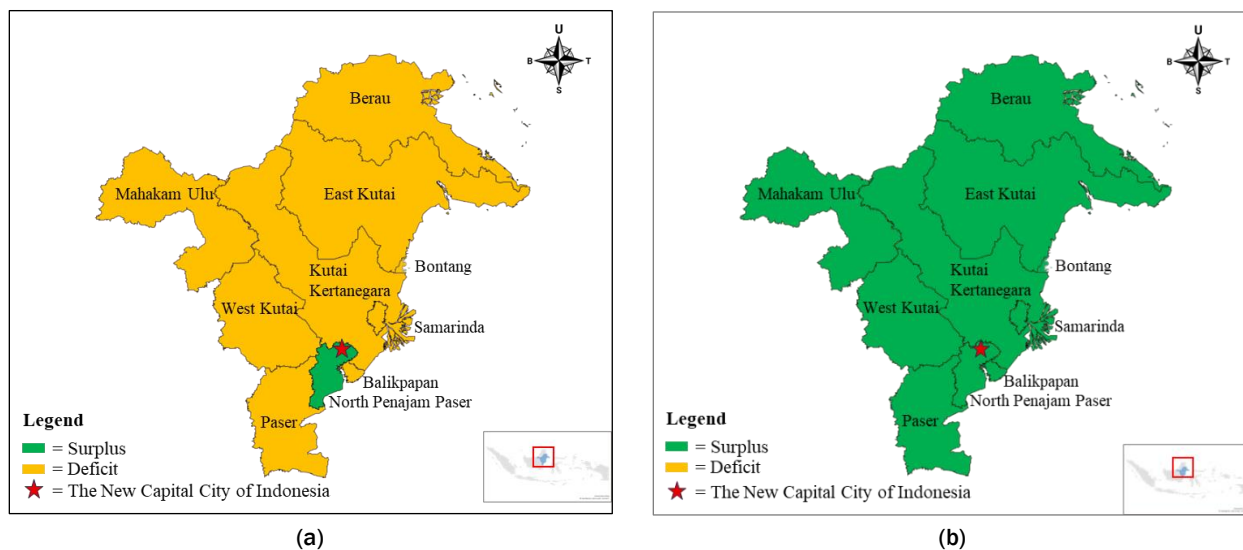 U
B
T
S
Berau
Mahakam Ulu
East Kutai
Kutai
Kertanegara
Bontang
West Kutai
Samarinda
Balikpapan
North Penajam Paser
Paser
Legend
= Surplus
= Deficit
= The New Capital City of Indonesia
(a)
U
B
T
S
Berau
Mahakam Ulu
East Kutai
Kutai
Kertanegara
Bontang
West Kutai
Samarinda
Balikpapan
North Penajam Paser
Paser
Legend
= Surplus
= Deficit
= The New Capital City of Indonesia
(b)